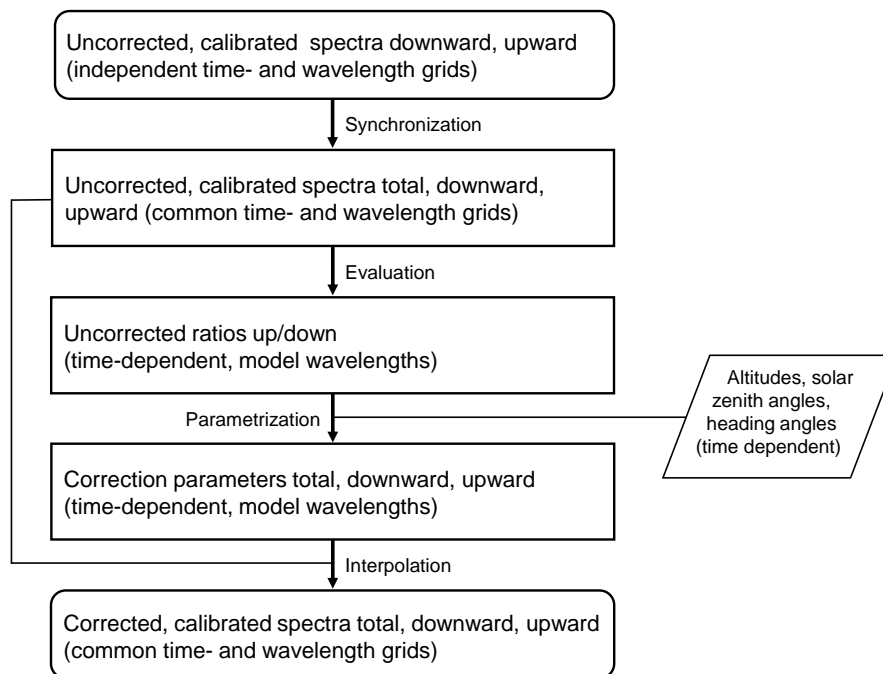 Uncorrected, calibrated spectra downward, upward
(independent time- and wavelength grids)
Synchronization
Uncorrected, calibrated spectra total, downward,
upward (common time- and wavelength grids)
Evaluation
Uncorrected ratios up/down
(time-dependent, model wavelengths)
Altitudes, solar
zenith angles,
heading angles
(time dependent)
Parametrization
Correction parameters total, downward, upward
(time-dependent, model wavelengths)
Interpolation
Corrected, calibrated spectra total, downward, upward
(common time- and wavelength grids)